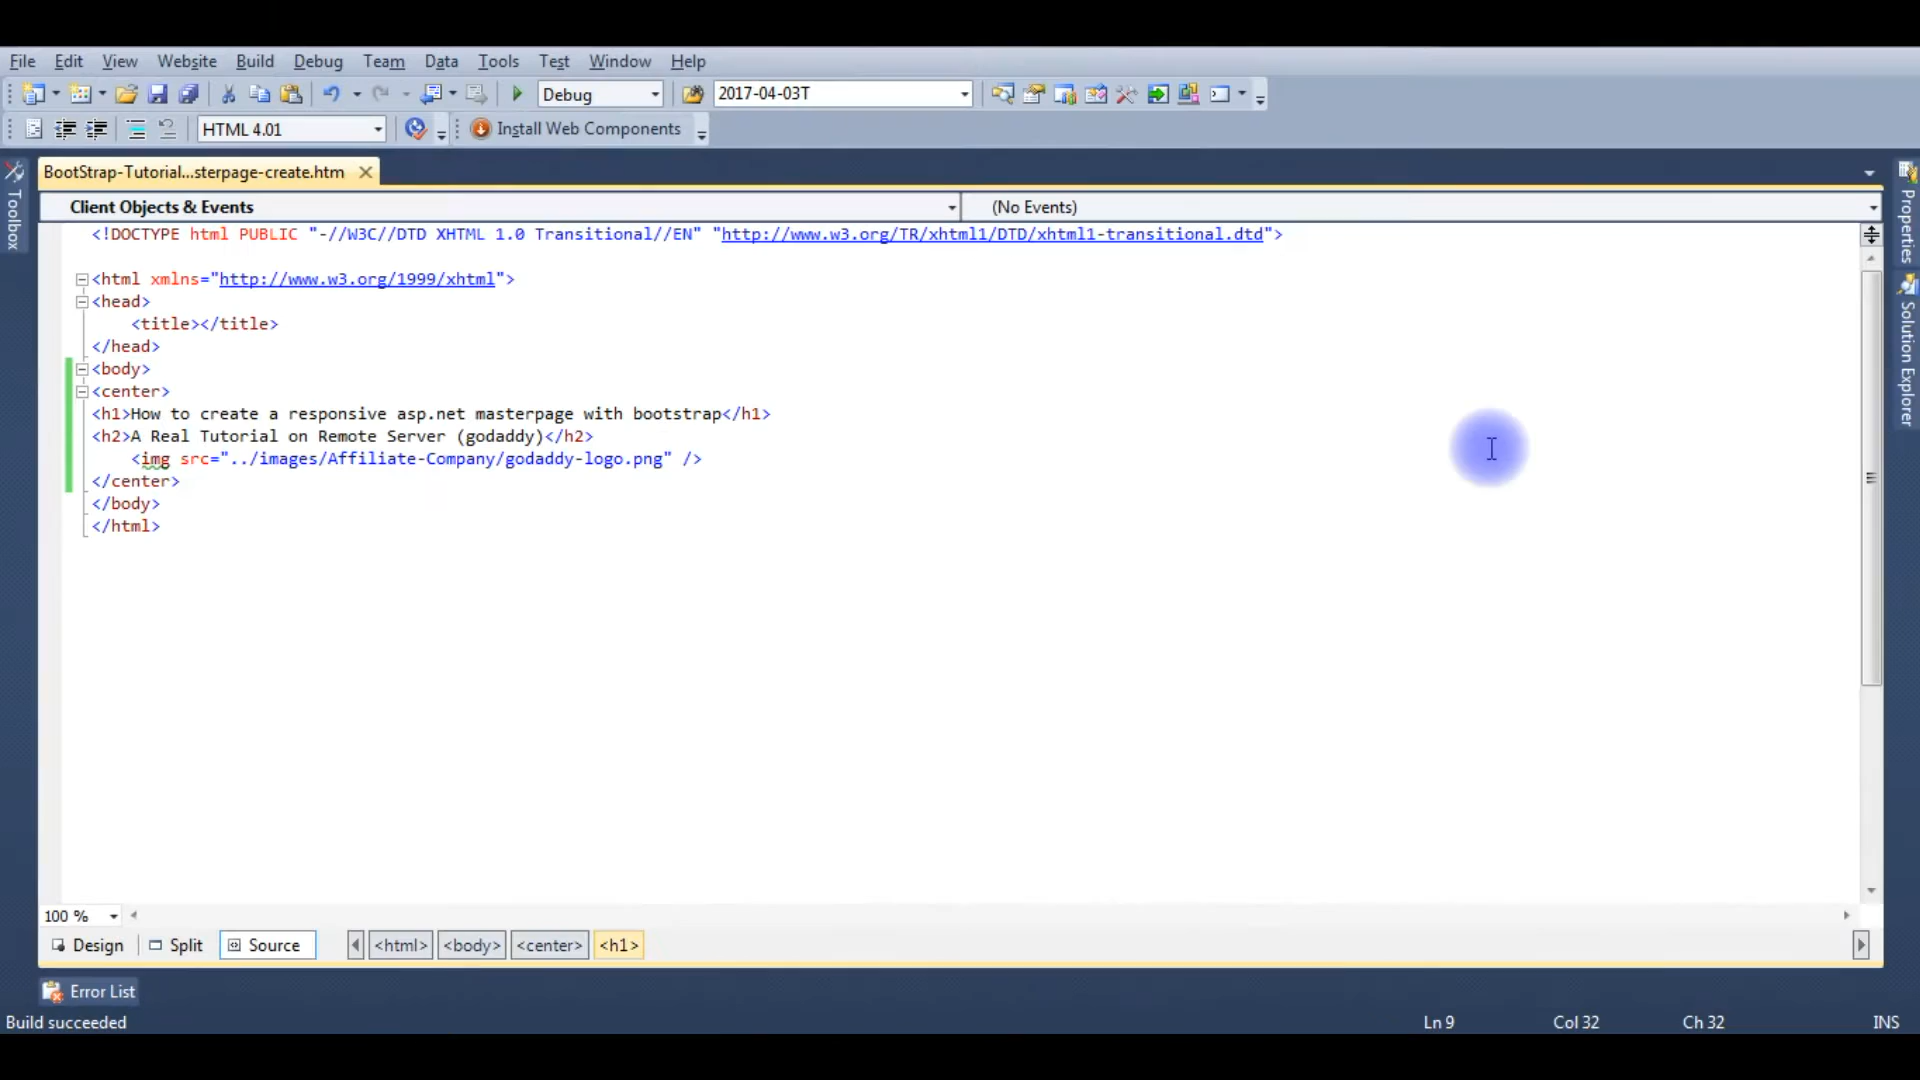 File Edit View Website Build Debug Team Data Tools Test Window Help
Debug 2017-04-03T
HTML 4.01 Install Web Components
Toolbox
BootStrap-Tutorial...sterpage-create.htm
Client Objects & Events (No Events)
<!DOCTYPE html PUBLIC "-//W3C//DTD XHTML 1.0 Transitional//EN" "http://www.w3.org/TR/xhtml1/DTD/xhtml1-transitional.dtd">
<html xmlns="http://www.w3.org/1999/xhtml">
<head>
<title></title>
</head>
<body>
<center>
<h1>How to create a responsive asp.net masterpage with bootstrap</h1>
<h2>A Real Tutorial on Remote Server (godaddy)</h2>
<img src="../images/Affiliate-Company/godaddy-logo.png" />
</center>
</body>
</html>
Properties
Solution Explorer
100 %
Design Split Source <html> <body> <center> <h1>
Error List
Build succeeded Ln 9 Col 32 Ch 32 INS